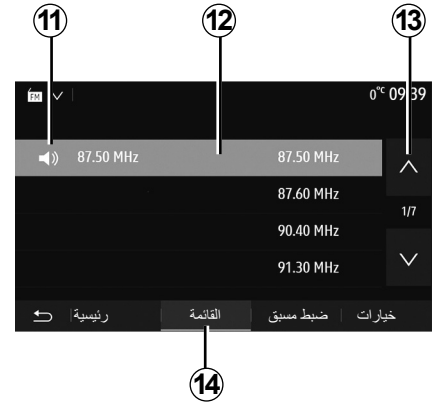 11 12 13
FM 0°C 09:39
87.50 MHz 87.50 MHz
87.60 MHz
1/7
90.40 MHz
91.30 MHz
رئيسية القائمة ضبط مسبق خيارات
14